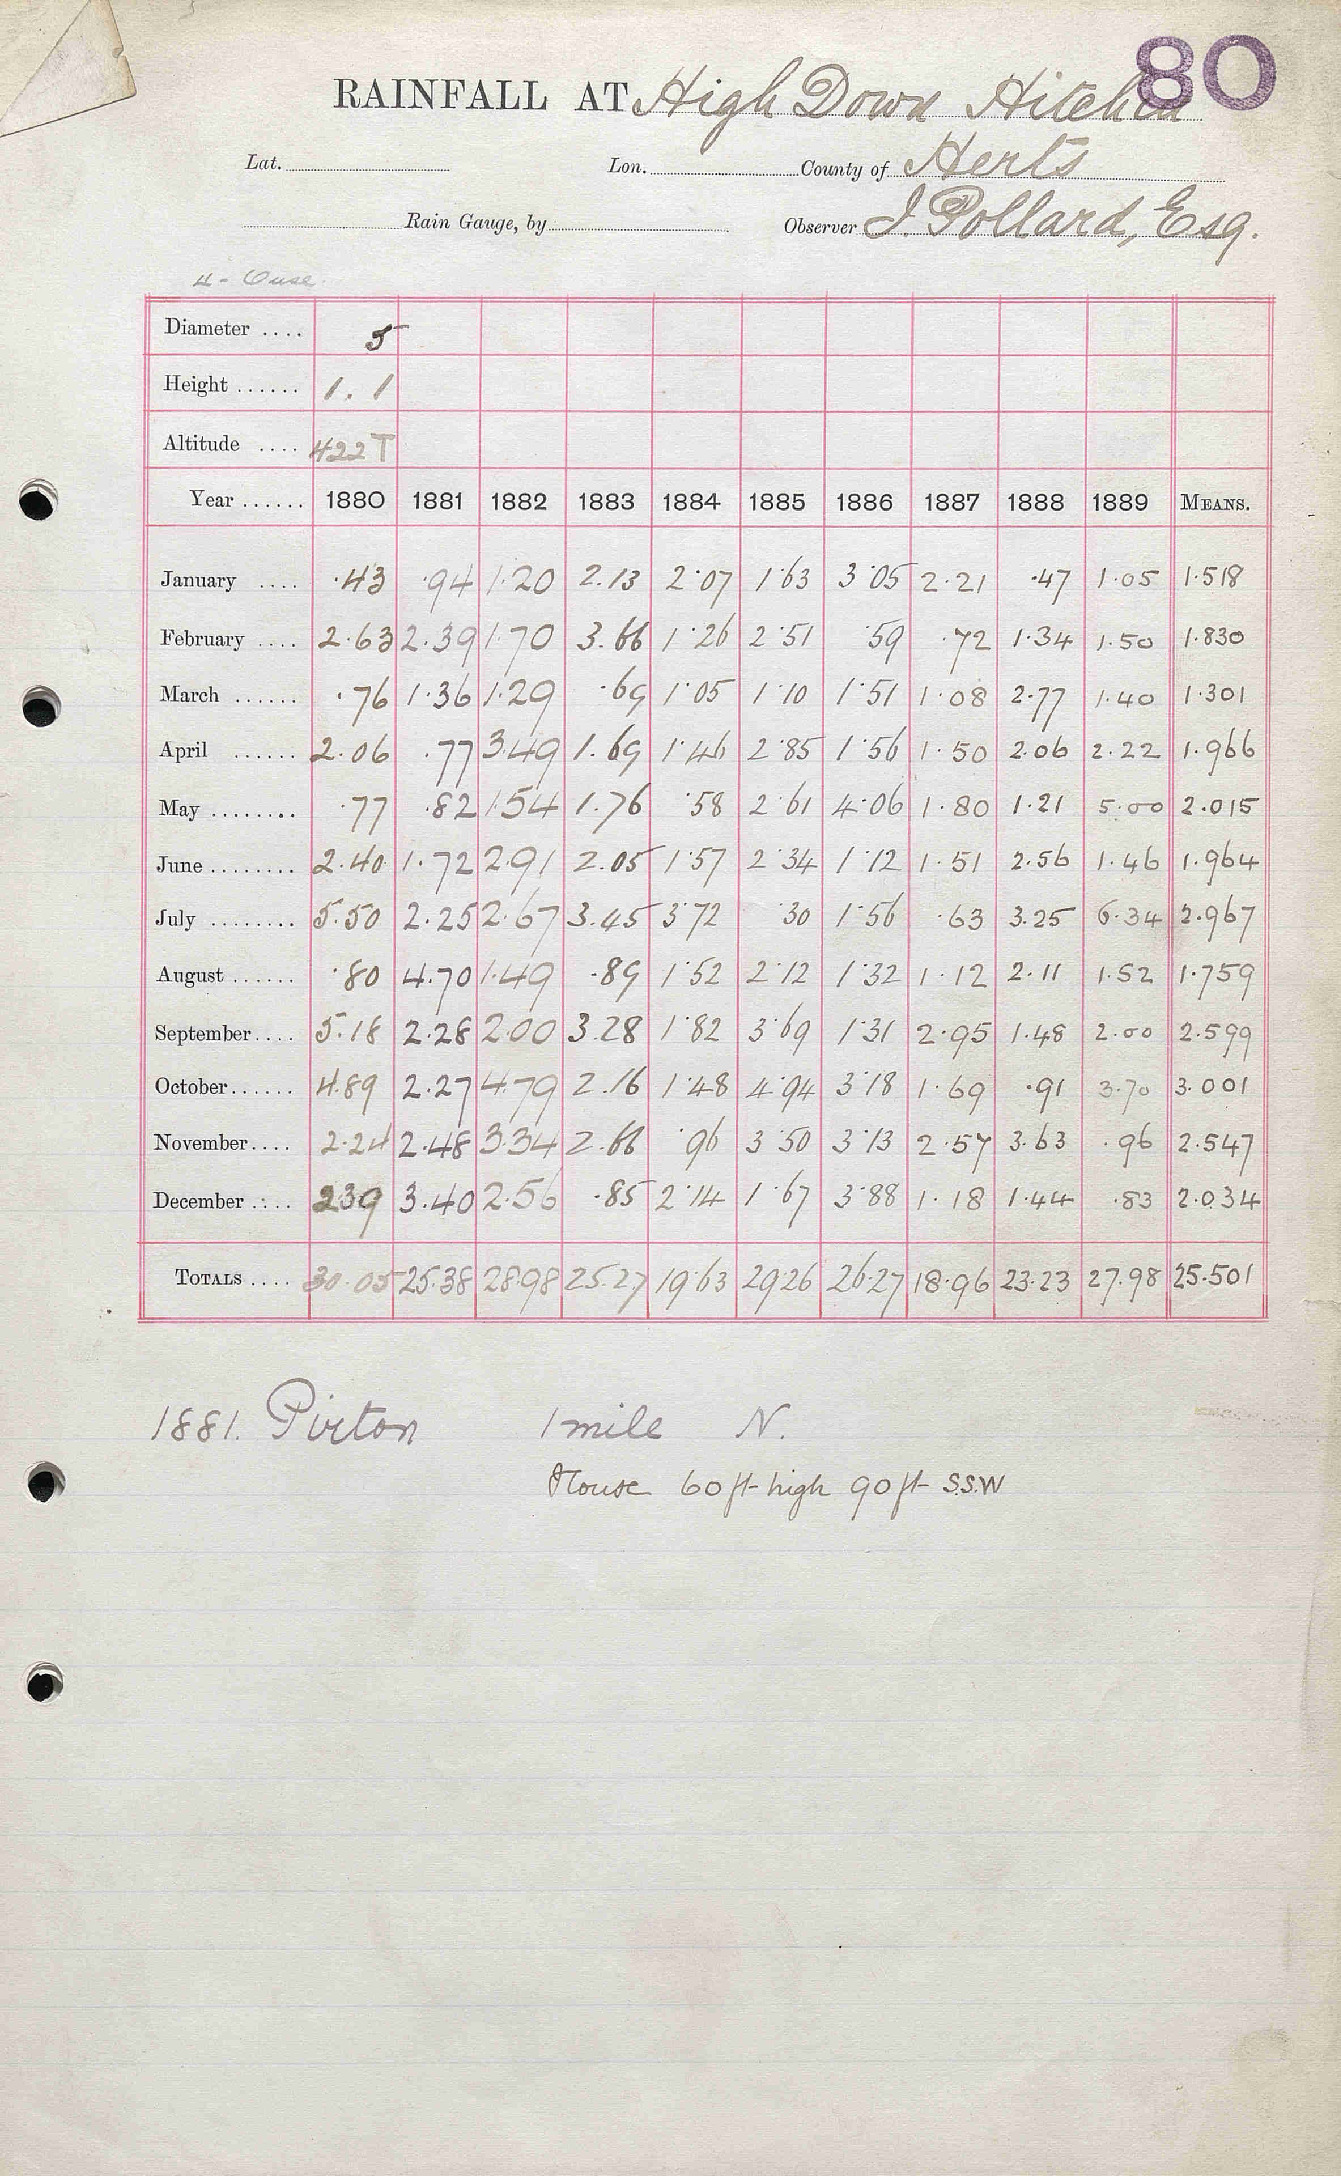 80
RAINFALL AT High Down Hitchin
Lat. Lon. County of Herts
Rain Gauge, by Observer J. Pollard, Esq.
4 - Ouse.
Diameter .... 5
Height ...... 1.1
Altitude .... 422 T
Year ...... 1880 1881 1882 1883 1884 1885 1886 1887 1888 1889 MEANS.
January .... ·43 ·94 1·20 2.13 2·07 1·63 3·05 2·21 ·47 1·05 1·518
February .... 2·63 2·39 1·70 3.66 1·26 2·51 ·59 ·72 1·34 1·50 1·830
March ...... ·76 1·36 1·29 ·69 1·05 1·10 1·51 1·08 2·77 1·40 1·301
April ...... 2·06 ·77 3·49 1.69 1·46 2·85 1·56 1·50 2·06 2·22 1·966
May ........ ·77 ·82 1·54 1.76 ·58 2·61 4·06 1·80 1·21 5·00 2·015
June ........ 2·40 1·72 2·91 2.05 1·57 2·34 1·12 1·51 2·56 1·46 1·964
July ........ 5·50 2·25 2·67 3.45 3·72 ·30 1·56 ·63 3·25 6·34 2·967
August ...... ·80 4·70 1·49 ·89 1·52 2·12 1·32 1·12 2·11 1·52 1·759
September.... 5·18 2·28 2·00 3.28 1·82 3·69 1·31 2·95 1·48 2·00 2·599
October...... 4·89 2·27 4·79 2.16 1·48 4·94 3·18 1·69 ·91 3·70 3·001
November.... 2·24 2·48 3·34 2.66 ·96 3·50 3·13 2·57 3·63 ·96 2·547
December .... 2·39 3·40 2·56 ·85 2·14 1·67 3·88 1·18 1·44 ·83 2·034
TOTALS .... 30·05 25·38 28·98 25·27 19·63 29·26 26·27 18·96 23·23 27·98 25·501
1881. Pirton 1 mile N.
House 60 ft high 90 ft S.S.W